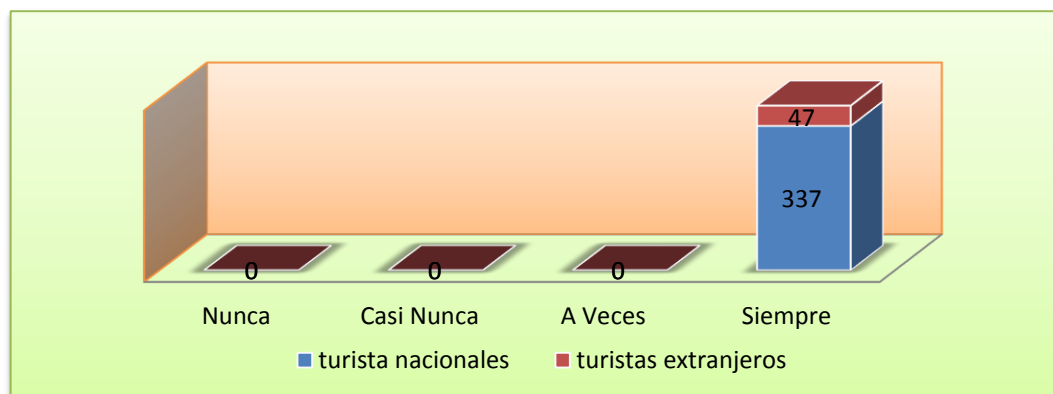 47
337
0 0 0
Nunca Casi Nunca A Veces Siempre
turista nacionales turistas extranjeros